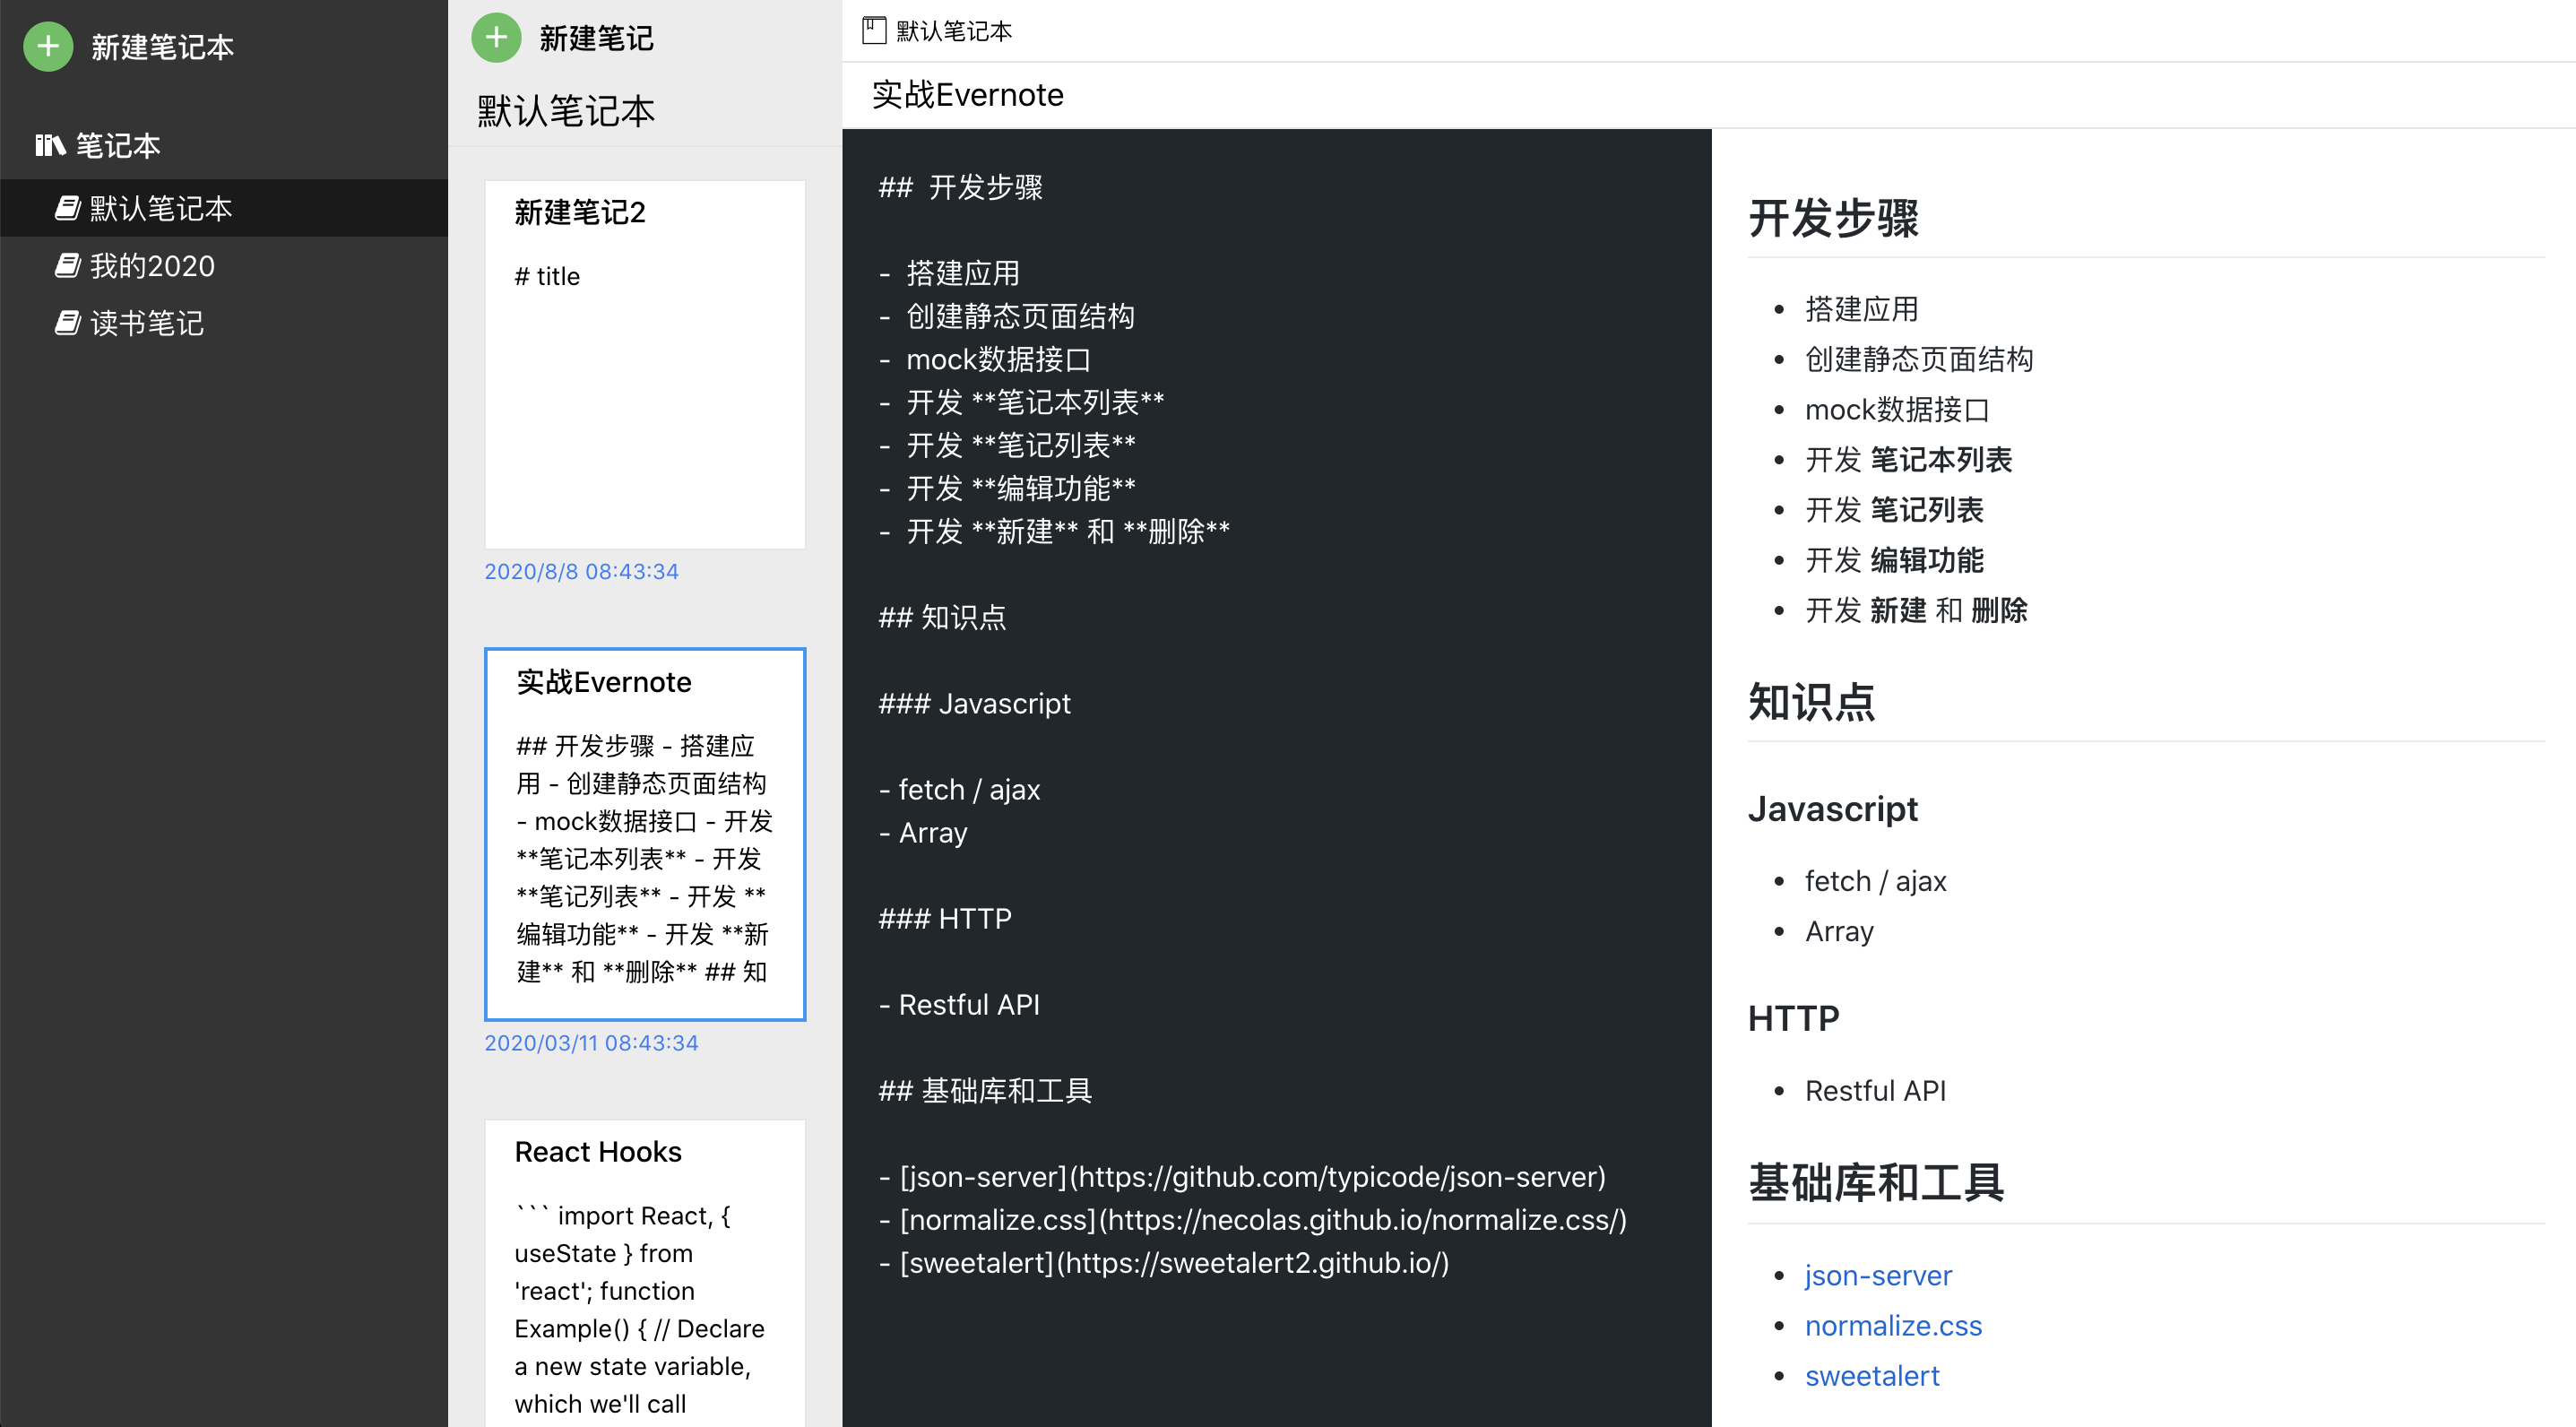 新建笔记本
笔记本
默认笔记本
我的2020
读书笔记
新建笔记
默认笔记本
新建笔记2
# title
2020/8/8 08:43:34
实战Evernote
## 开发步骤 - 搭建应
用 - 创建静态页面结构
- mock数据接口 - 开发
**笔记本列表** - 开发
**笔记列表** - 开发 **
编辑功能** - 开发 **新
建** 和 **删除** ## 知
2020/03/11 08:43:34
React Hooks
``` import React, {
useState } from
'react'; function
Example() { // Declare
a new state variable,
which we'll call
默认笔记本
实战Evernote
## 开发步骤
- 搭建应用
- 创建静态页面结构
- mock数据接口
- 开发 **笔记本列表**
- 开发 **笔记列表**
- 开发 **编辑功能**
- 开发 **新建** 和 **删除**
## 知识点
### Javascript
- fetch / ajax
- Array
### HTTP
- Restful API
## 基础库和工具
- [json-server](https://github.com/typicode/json-server)
- [normalize.css](https://necolas.github.io/normalize.css/)
- [sweetalert](https://sweetalert2.github.io/)
开发步骤
• 搭建应用
• 创建静态页面结构
• mock数据接口
• 开发 笔记本列表
• 开发 笔记列表
• 开发 编辑功能
• 开发 新建 和 删除
知识点
Javascript
• fetch / ajax
• Array
HTTP
• Restful API
基础库和工具
• json-server
• normalize.css
• sweetalert